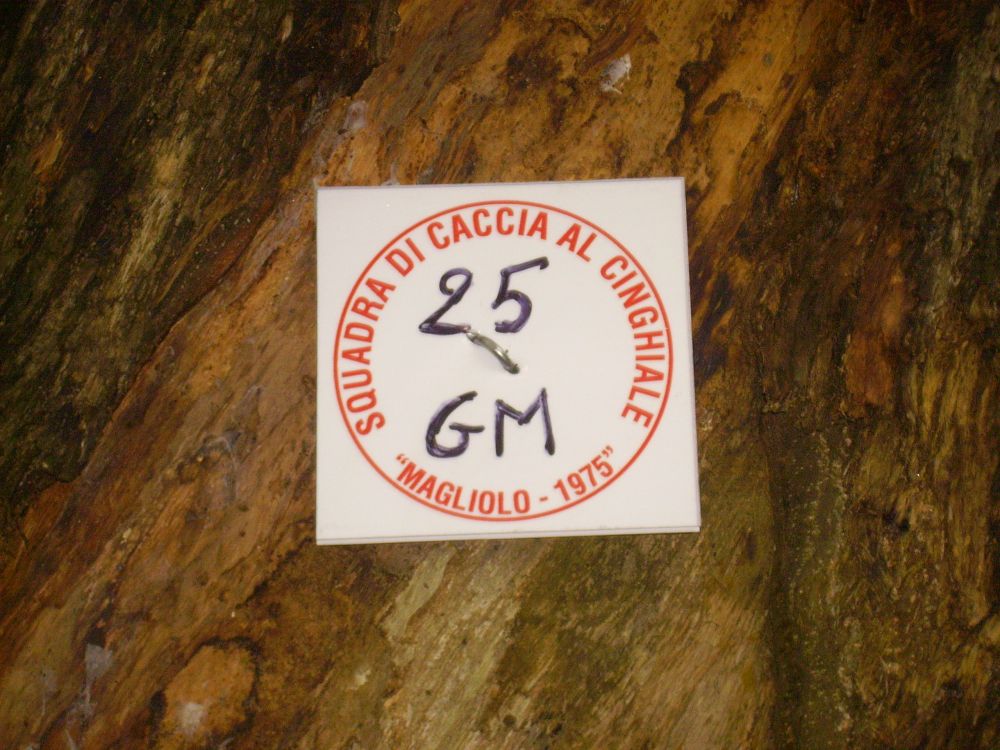 SQUADRA DI CACCIA AL CINGHIALE
25
GM
"MAGLIOLO - 1975"